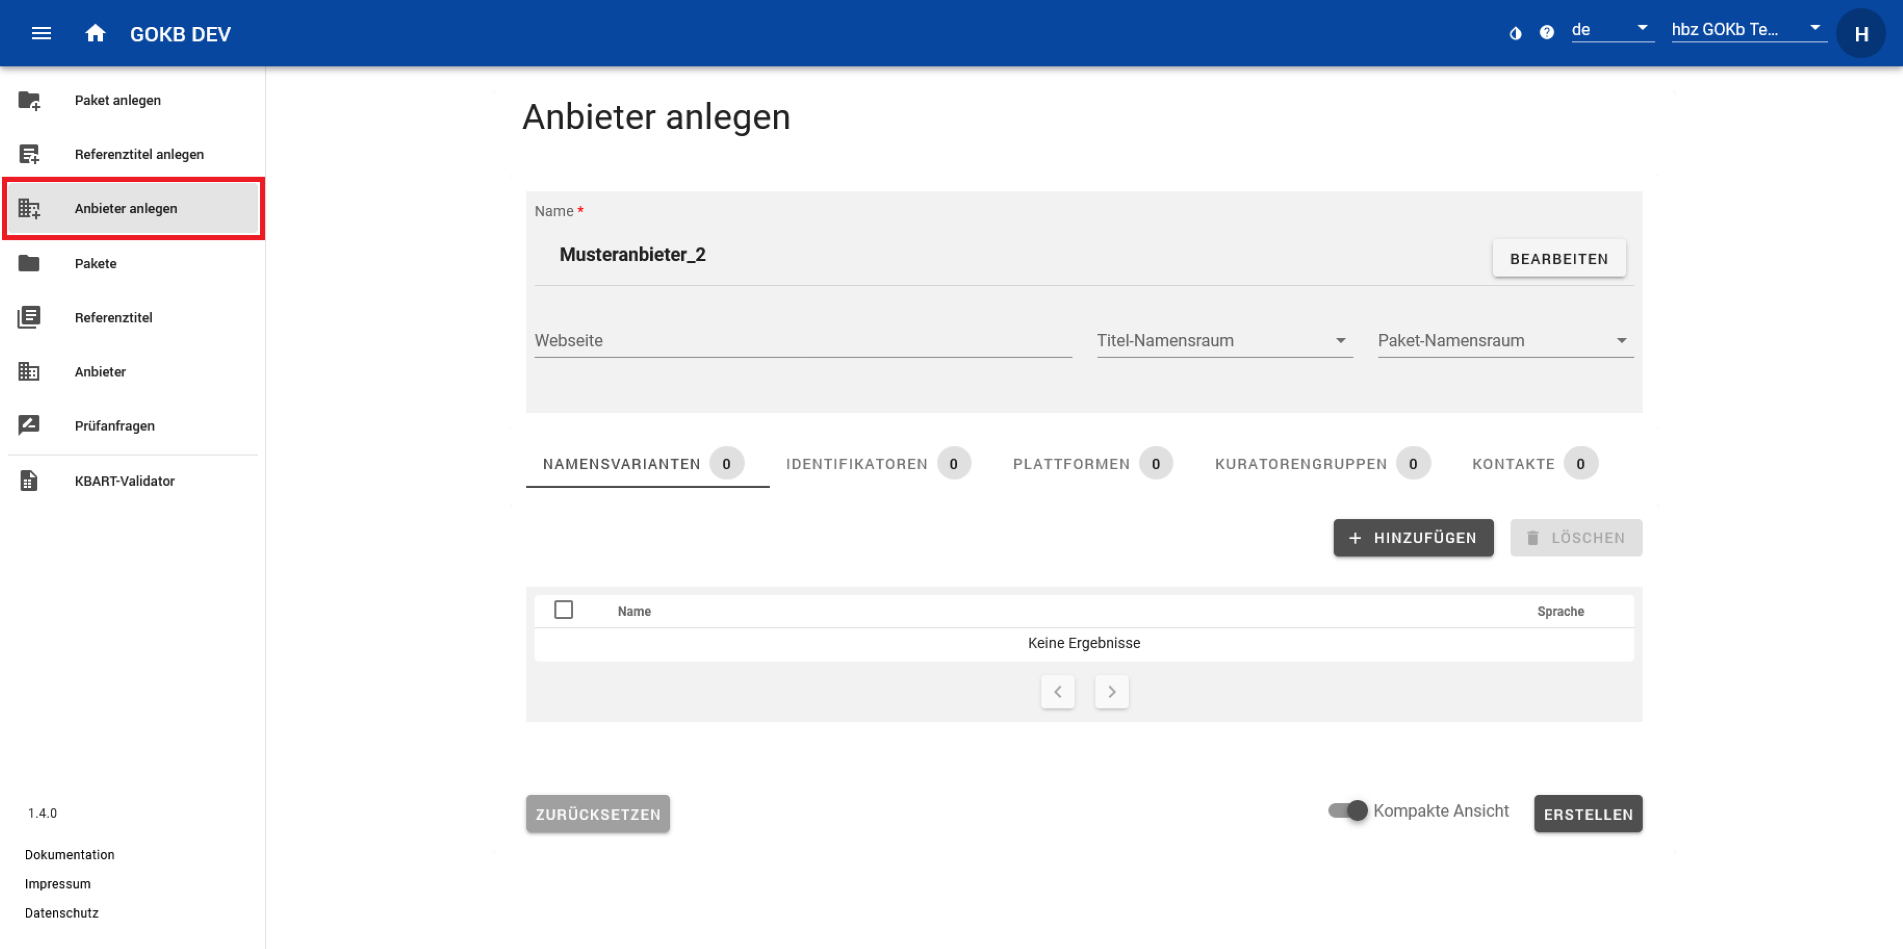 GOKB DEV
de
hbz GOKb Te...
H
Paket anlegen
Referenztitel anlegen
Anbieter anlegen
Pakete
Referenztitel
Anbieter
Prüfanfragen
KBART-Validator
1.4.0
Dokumentation
Impressum
Datenschutz
Anbieter anlegen
Name *
Musteranbieter_2
BEARBEITEN
Webseite
Titel-Namensraum
Paket-Namensraum
NAMENSVARIANTEN 0
IDENTIFIKATOREN 0
PLATTFORMEN 0
KURATORENGRUPPEN 0
KONTAKTE 0
+ HINZUFÜGEN
LÖSCHEN
Name
Sprache
Keine Ergebnisse
ZURÜCKSETZEN
Kompakte Ansicht
ERSTELLEN